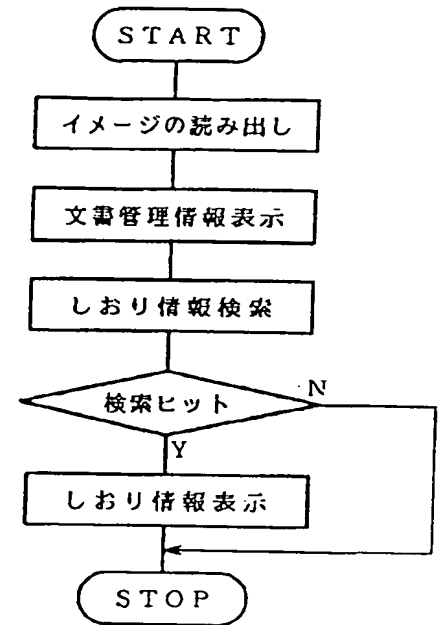 START
イメージの読み出し
文書管理情報表示
しおり情報検索
検索ヒット
N
Y
しおり情報表示
STOP